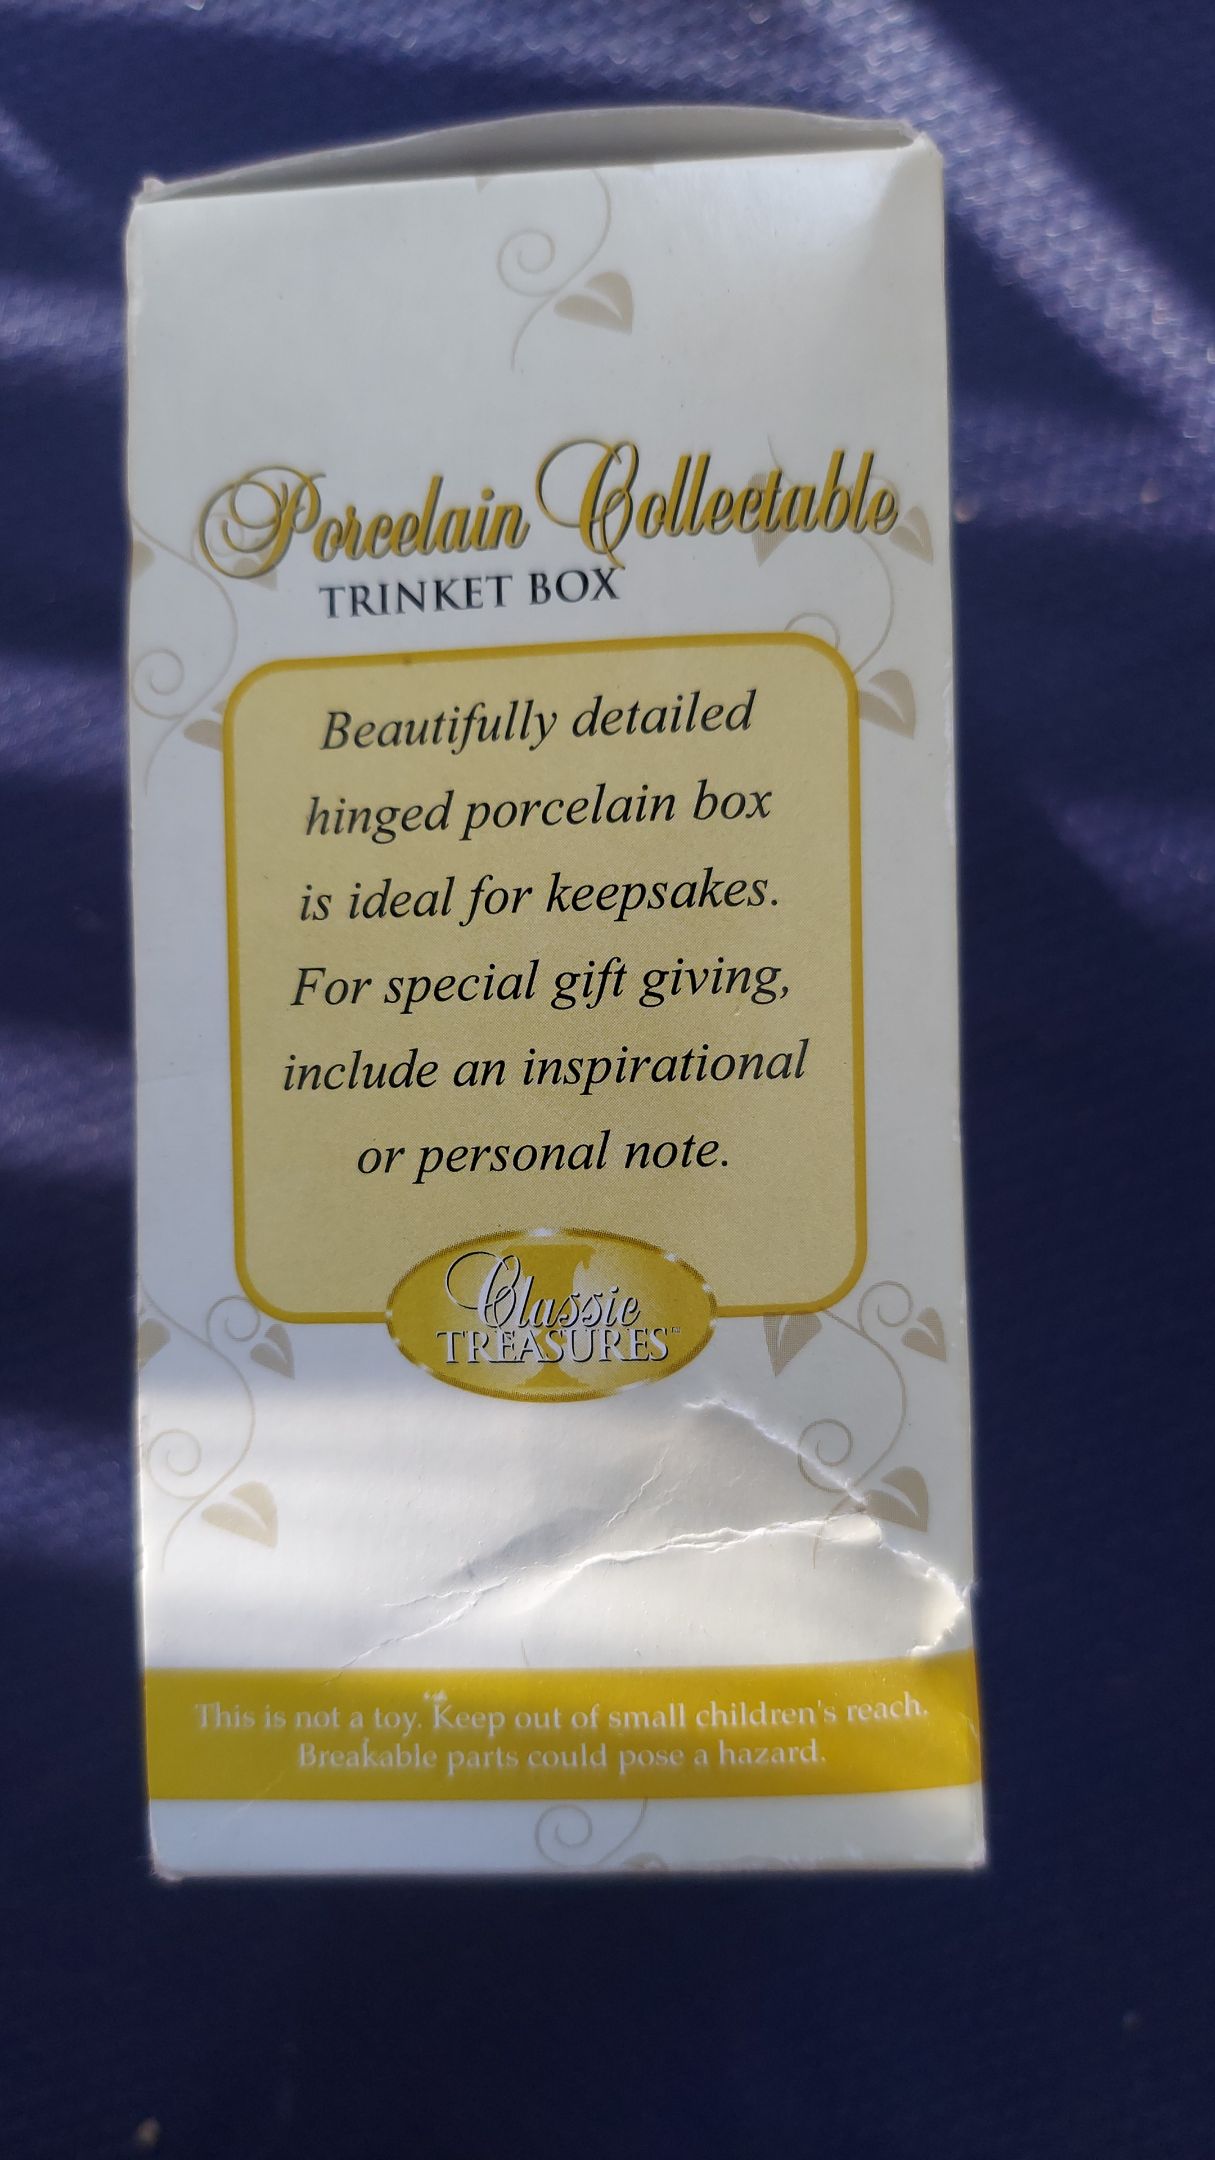 Porcelain Collectable
TRINKET BOX
Beautifully detailed
hinged porcelain box
is ideal for keepsakes.
For special gift giving,
include an inspirational
or personal note.
Classic
TREASURES™
This is not a toy. Keep out of small children's reach.
Breakable parts could pose a hazard.